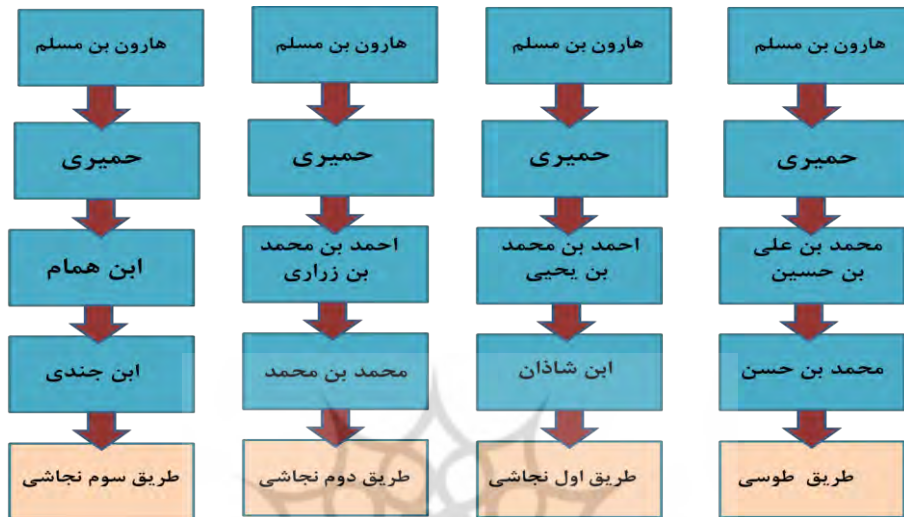 هارون بن مسلم
حمیری
محمد بن علی
بن حسین
محمد بن حسن
طریق طوسی
هارون بن مسلم
حمیری
احمد بن محمد
بن یحیی
ابن شاذان
طریق اول نجاشی
هارون بن مسلم
حمیری
احمد بن محمد
بن زراری
محمد بن محمد
طریق دوم نجاشی
هارون بن مسلم
حمیری
ابن همام
ابن جندی
طریق سوم نجاشی